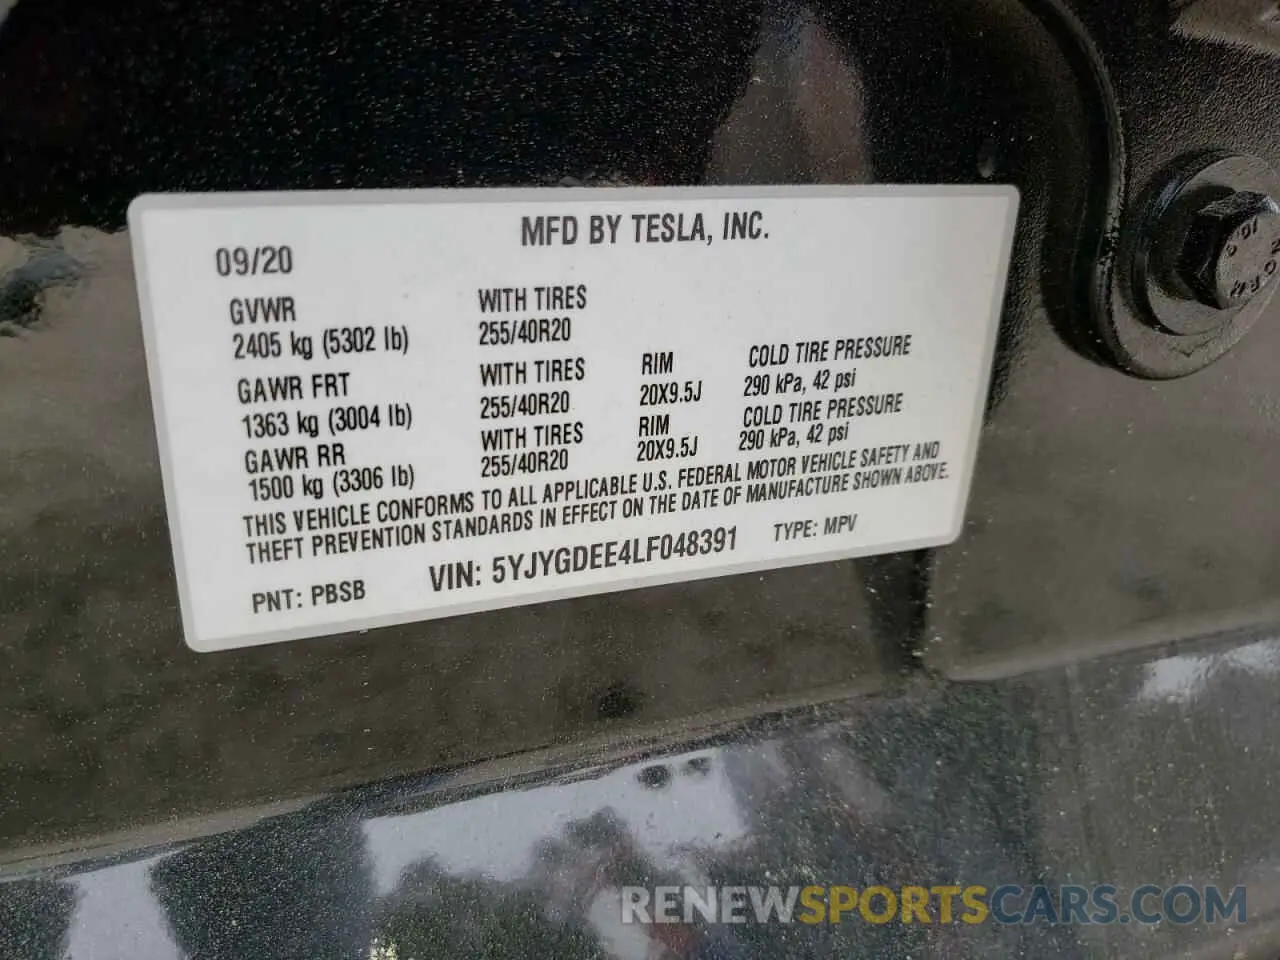 MFD BY TESLA, INC.
09/20
GVWR WITH TIRES
2405 kg (5302 lb) 255/40R20
GAWR FRT WITH TIRES RIM COLD TIRE PRESSURE
1363 kg (3004 lb) 255/40R20 20X9.5J 290 kPa, 42 psi
GAWR RR WITH TIRES RIM COLD TIRE PRESSURE
1500 kg (3306 lb) 255/40R20 20X9.5J 290 kPa, 42 psi
THIS VEHICLE CONFORMS TO ALL APPLICABLE U.S. FEDERAL MOTOR VEHICLE SAFETY AND
THEFT PREVENTION STANDARDS IN EFFECT ON THE DATE OF MANUFACTURE SHOWN ABOVE.
PNT: PBSB VIN: 5YJYGDEE4LF048391 TYPE: MPV
10.9
RENEWSPORTSCARS.COM